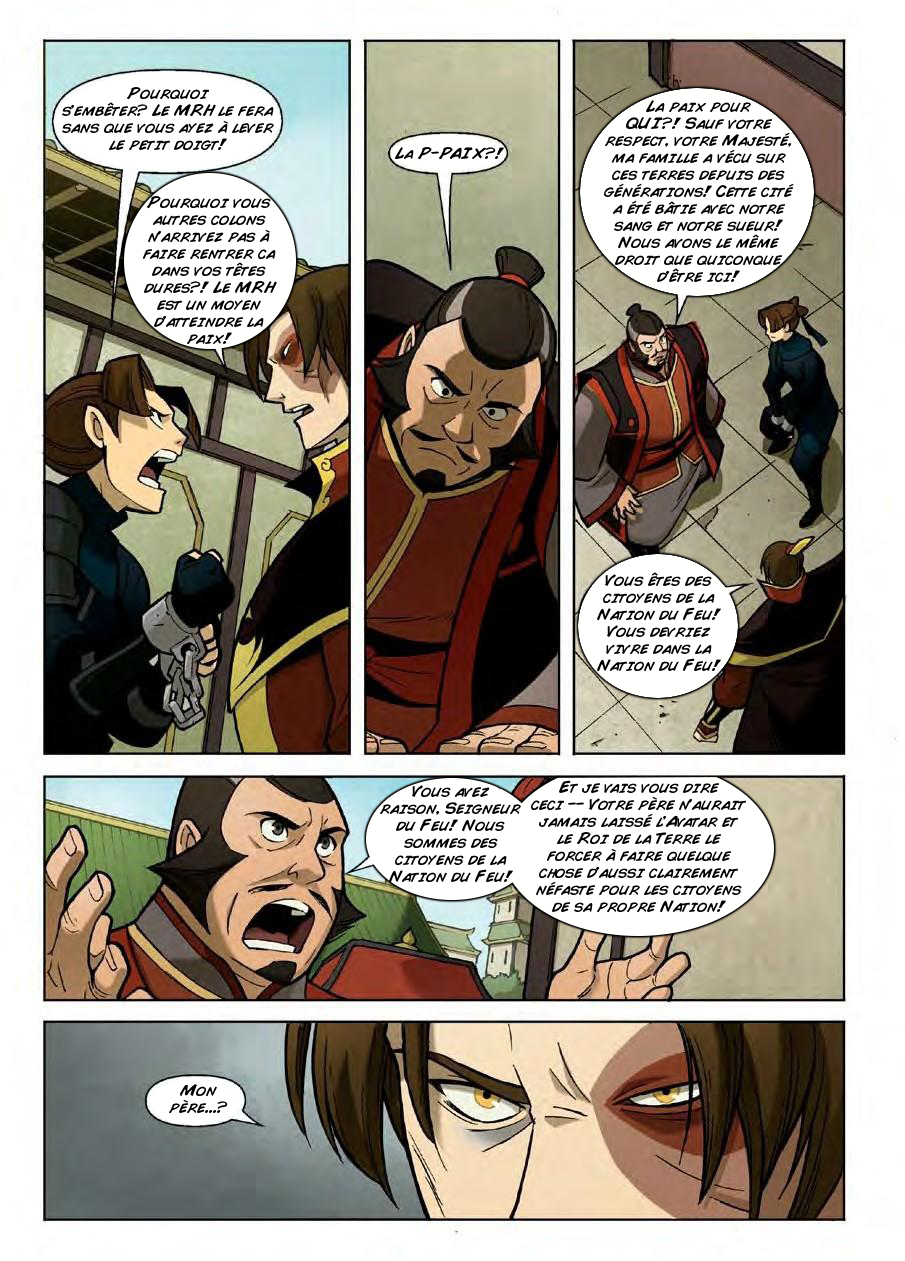 POURQUOI
S'EMBÊTER? LE MRH LE FERA
SANS QUE VOUS AYEZ À LEVER
LE PETIT DOIGT!
POURQUOI VOUS
AUTRES COLONS
N'ARRIVEZ PAS À
FAIRE RENTRER CA
DANS VOS TÊTES
DURES?! LE MRH
EST UN MOYEN
D'ATTEINDRE LA
PAIX!
LA P-PAIX?!
LA PAIX POUR
QUI?! SAUF VOTRE
RESPECT, VOTRE MAJESTÉ,
MA FAMILLE A VÉCU SUR
CES TERRES DEPUIS DES
GÉNÉRATIONS! CETTE CITÉ
A ÉTÉ BÂTIE AVEC NOTRE
SANG ET NOTRE SUEUR!
NOUS AVONS LE MÊME
DROIT QUE QUICONQUE
D'ÊTRE ICI!
VOUS ÊTES DES
CITOYENS DE LA
NATION DU FEU!
VOUS DEVRIEZ
VIVRE DANS LA
NATION DU FEU!
VOUS AVEZ
RAISON, SEIGNEUR
DU FEU! NOUS
SOMMES DES
CITOYENS DE LA
NATION DU FEU!
ET JE VAIS VOUS DIRE
CECI -- VOTRE PÈRE N'AURAIT
JAMAIS LAISSÉ L'AVATAR ET
LE ROI DE LA TERRE LE
FORCER À FAIRE QUELQUE
CHOSE D'AUSSI CLAIREMENT
NÉFASTE POUR LES CITOYENS
DE SA PROPRE NATION!
MON
PÈRE...?